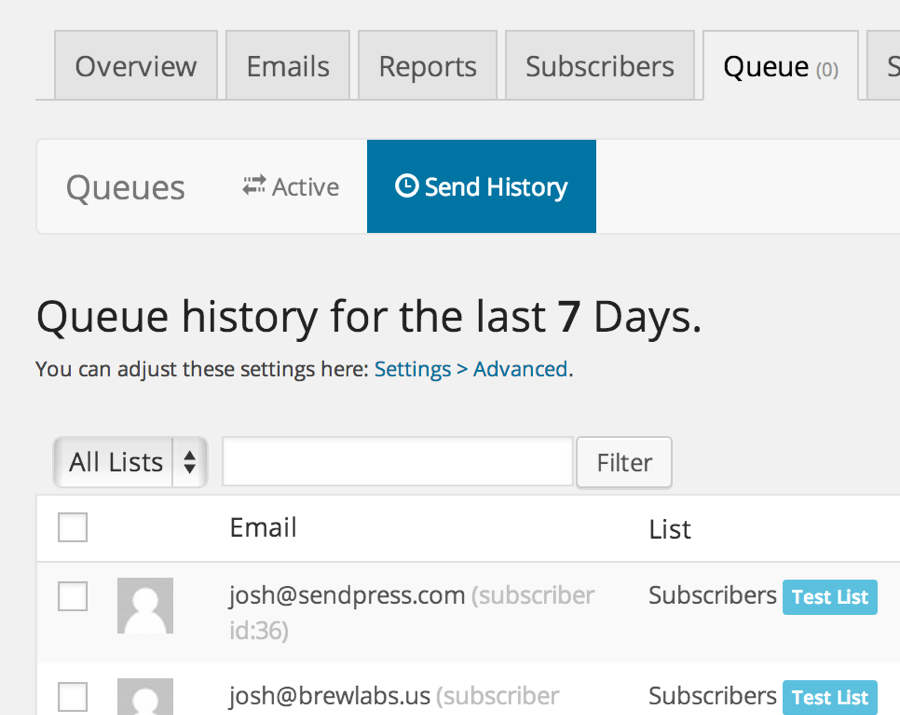 Overview Emails Reports Subscribers Queue (0) S
Queues Active Send History
Queue history for the last 7 Days.
You can adjust these settings here: Settings > Advanced.
All Lists Filter
Email List
josh@sendpress.com (subscriber Subscribers Test List
id:36)
josh@brewlabs.us (subscriber Subscribers Test List